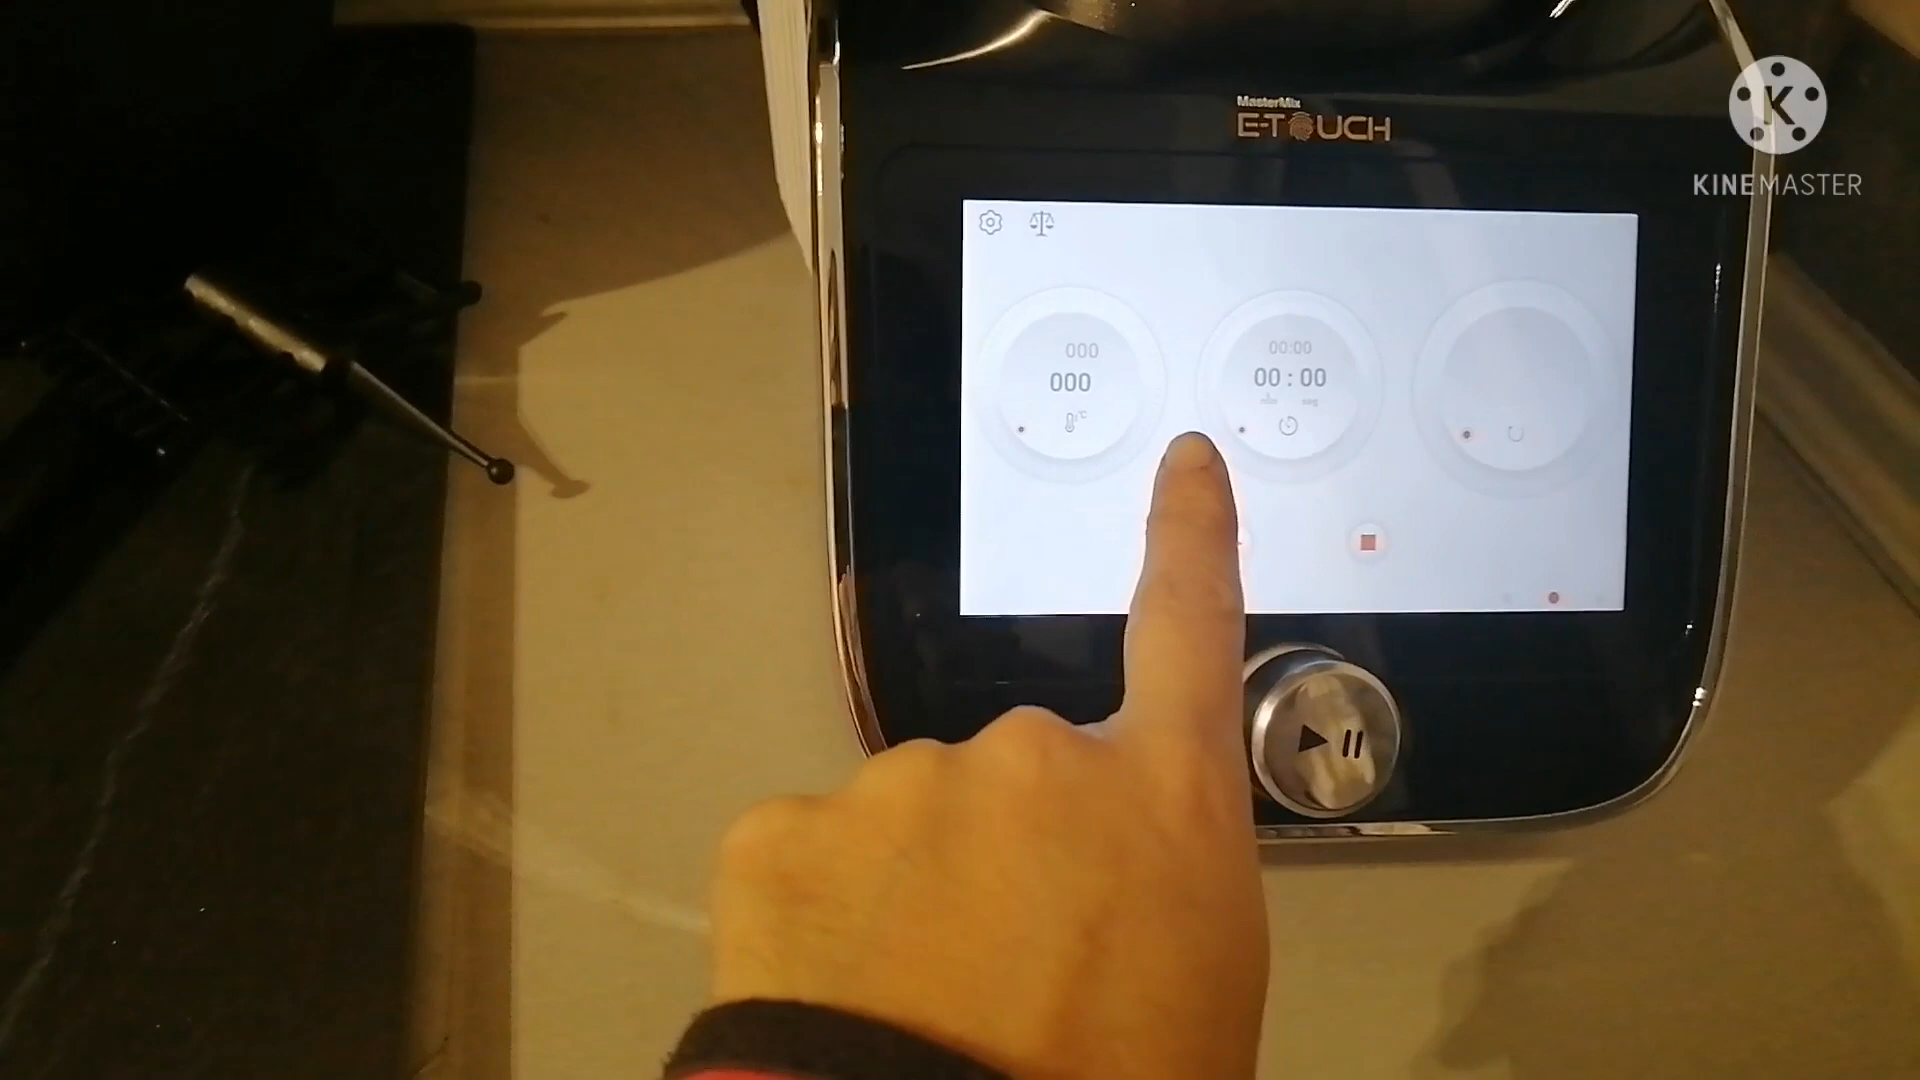 MasterMix
E-TOUCH
K
KINEMASTER
000
000
°C
00:00
00 : 00
min seg